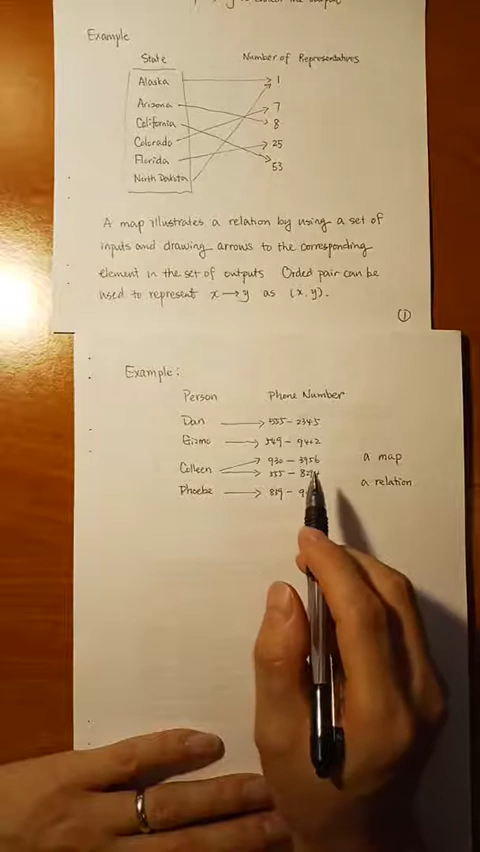 Example
State Number of Representatives
Alaska 1
Arizona 7
California 8
Colorado 25
Florida 53
North Dakota
A map illustrates a relation by using a set of
inputs and drawing arrows to the corresponding
element in the set of outputs Orded pair can be
used to represent x → y as (x, y).
1
Example:
Person Phone Number
Dan → 555-2345
Gizmo → 569-9402
Colleen 930-3956 a map
555-
Phoebe → a relation